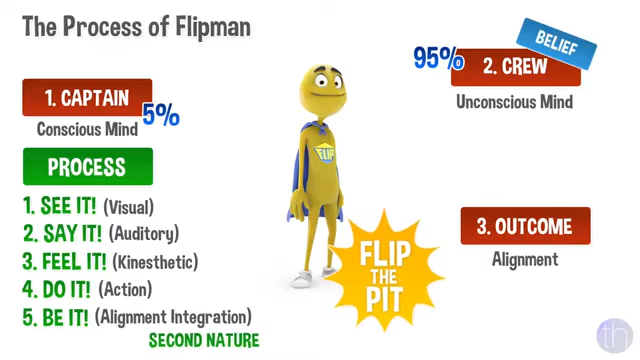 The Process of Flipman
1. CAPTAIN
5%
Conscious Mind
PROCESS
1. SEE IT! (Visual)
2. SAY IT! (Auditory)
3. FEEL IT! (Kinesthetic)
4. DO IT! (Action)
5. BE IT! (Alignment Integration)
SECOND NATURE
FLIP
FLIP
THE
PIT
BELIEF
95%
2. CREW
Unconscious Mind
3. OUTCOME
Alignment
th